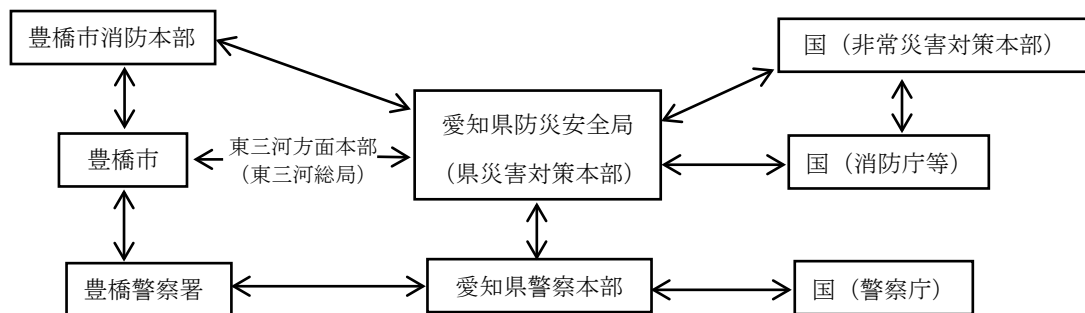 豊橋市消防本部
国（非常災害対策本部）
愛知県防災安全局
（県災害対策本部）
豊橋市
東三河方面本部
（東三河総局）
国（消防庁等）
豊橋警察署
愛知県警察本部
国（警察庁）